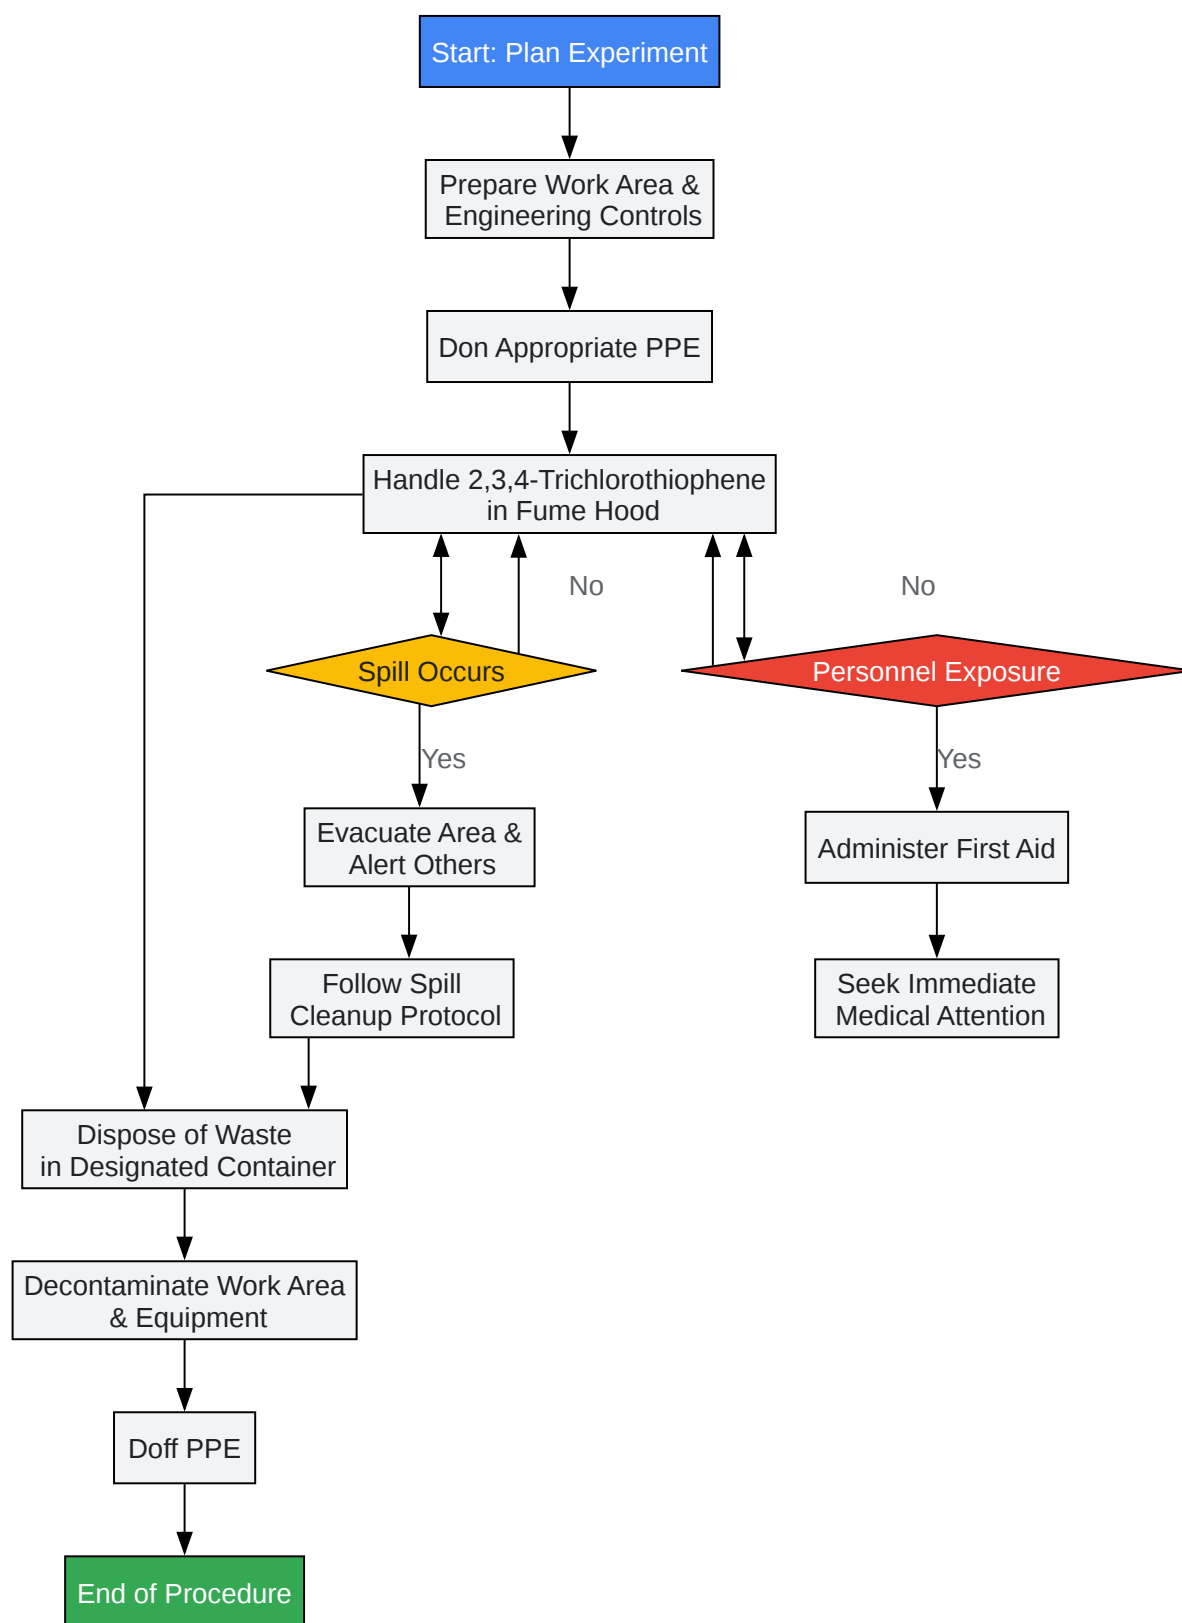 Start: Plan Experiment
Prepare Work Area &
Engineering Controls
Don Appropriate PPE
Handle 2,3,4-Trichlorothiophene
in Fume Hood
No
No
Spill Occurs
Personnel Exposure
Yes
Yes
Evacuate Area &
Alert Others
Administer First Aid
Follow Spill
Cleanup Protocol
Seek Immediate
Medical Attention
Dispose of Waste
in Designated Container
Decontaminate Work Area
& Equipment
Doff PPE
End of Procedure